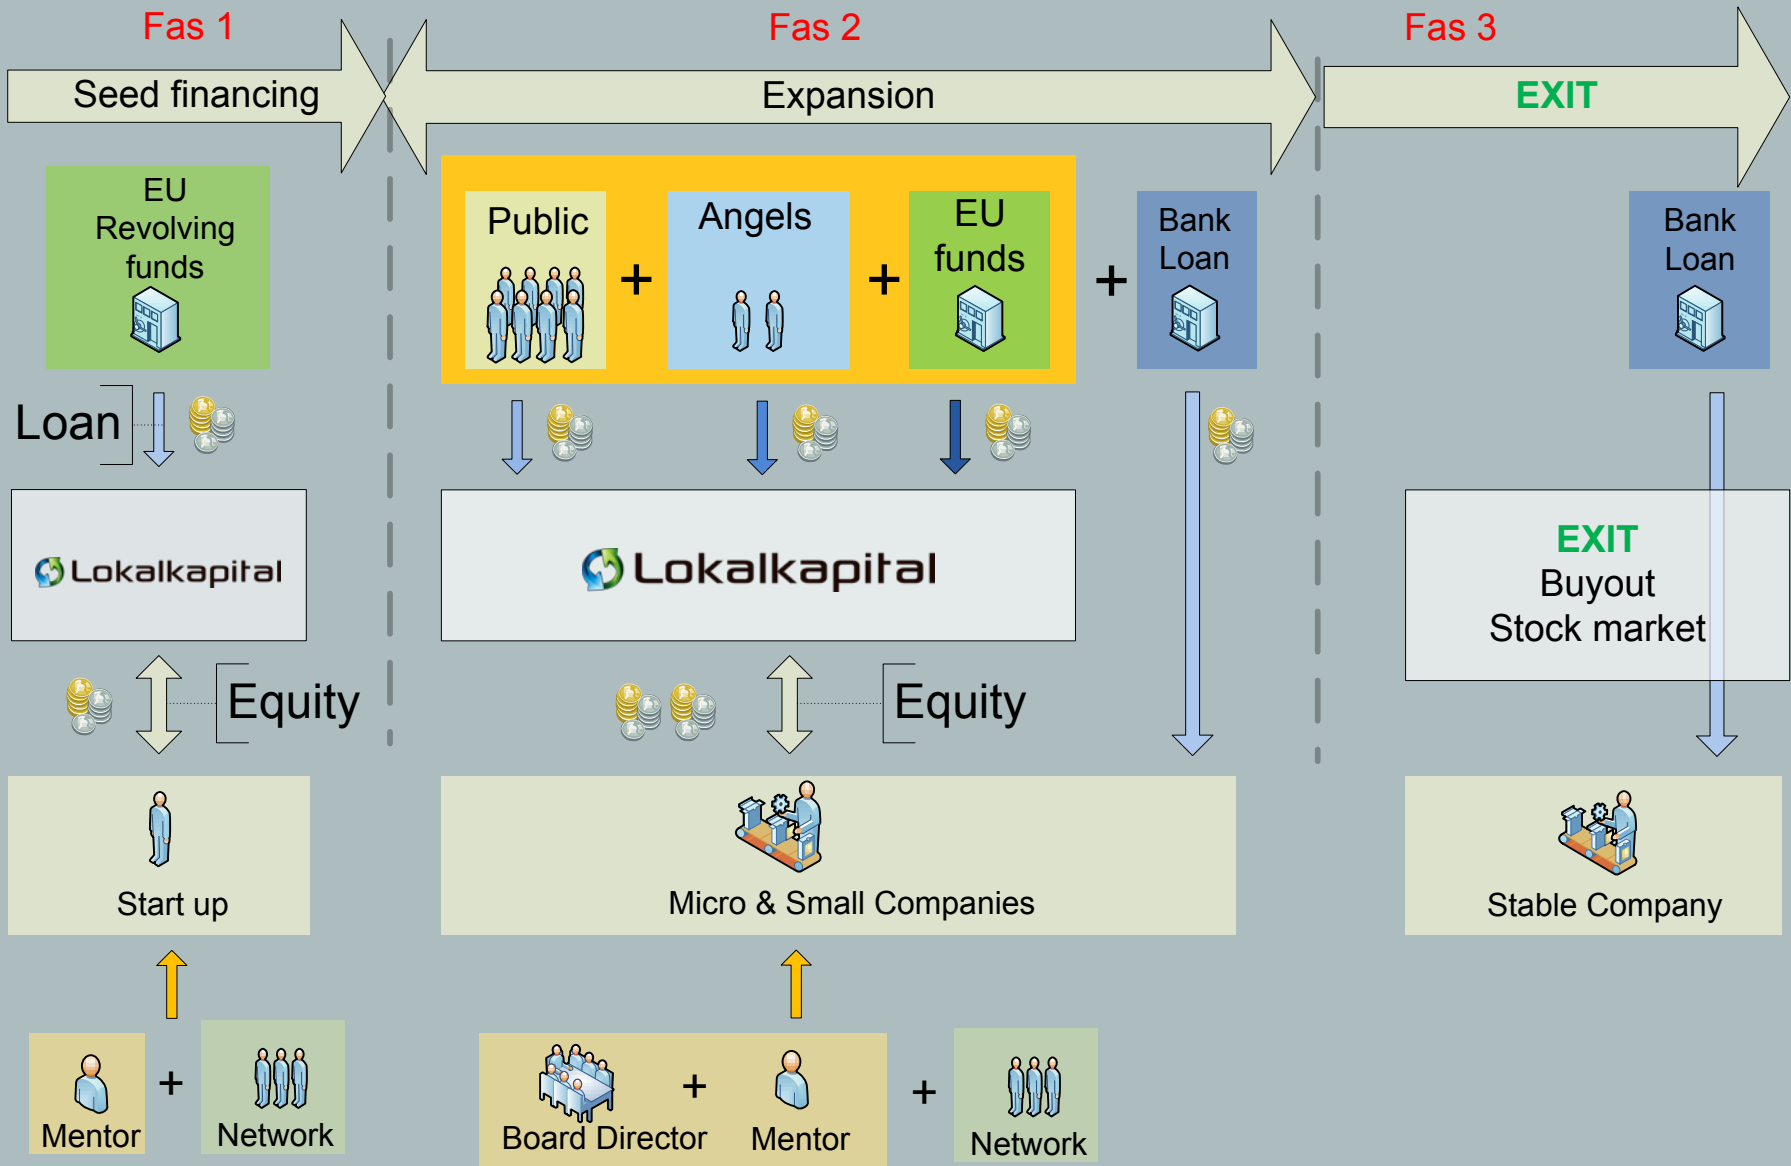 Fas 1
Fas 2
Fas 3
Seed financing
Expansion
EXIT
EU
Revolving
funds
Public
+
Angels
+
EU
funds
+
Bank
Loan
Bank
Loan
Loan
Lokalkapital
Lokalkapital
EXIT
Buyout
Stock market
Equity
Equity
Start up
Micro & Small Companies
Stable Company
Mentor
+
Network
Board Director
+
Mentor
+
Network